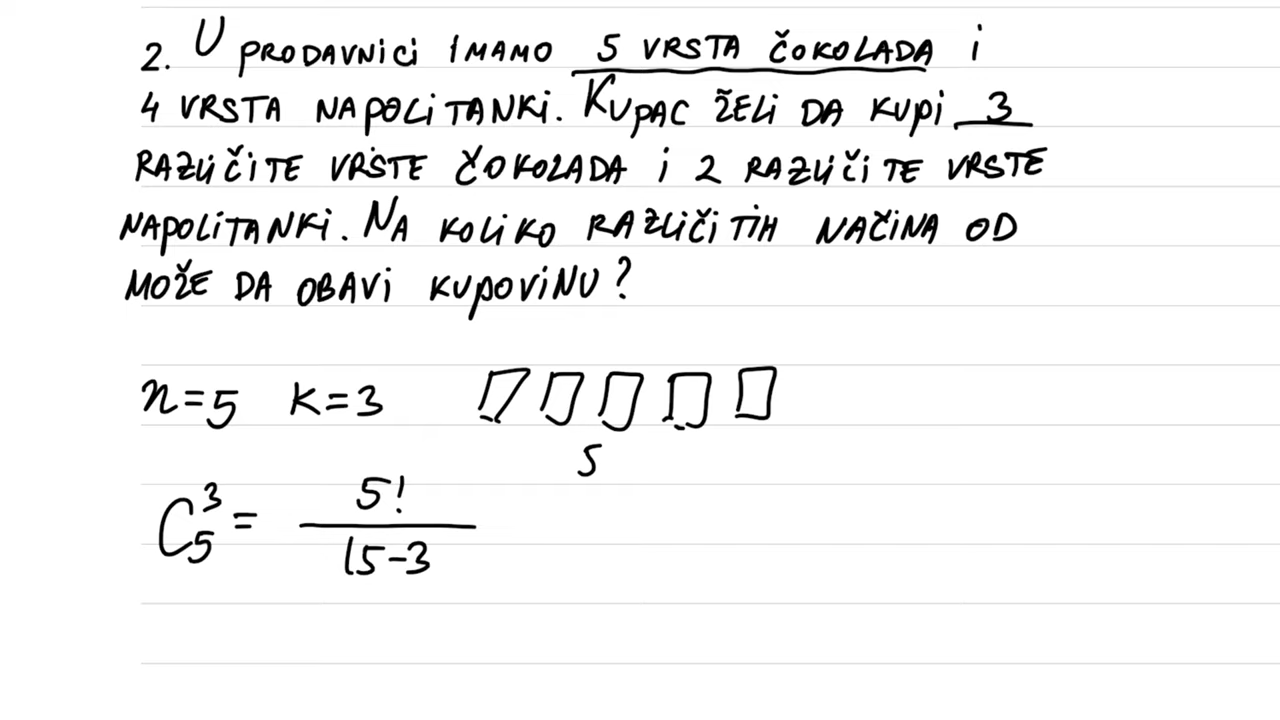 2. U PRODAVNICI IMAMO 5 VRSTA ČOKOLADA I
4 VRSTA NAPOLITANKI. KUPAC ŽELI DA KUPI 3
RAZLIČITE VRSTE ČOKOLADA I 2 RAZLIČITE VRSTE
NAPOLITANKI. NA KOLIKO RAZLIČITIH NAČINA OD
MOŽE DA OBAVI KUPOVINU?
n=5 K=3
5
C₅³ = 5!
(5-3